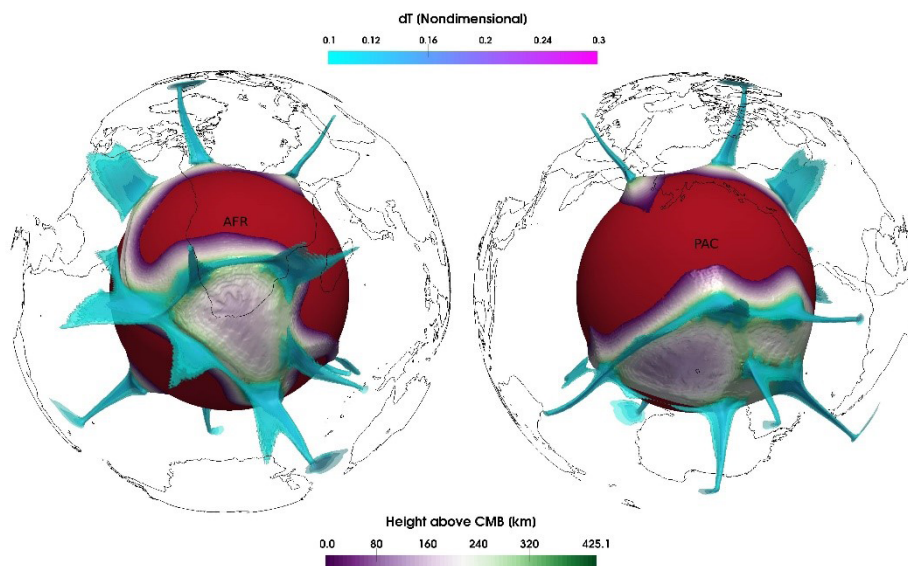 dT (Nondimensional)
0.1 0.12 0.16 0.2 0.24 0.3
AFR
PAC
Height above CMB (km)
0.0 80 160 240 320 425.1